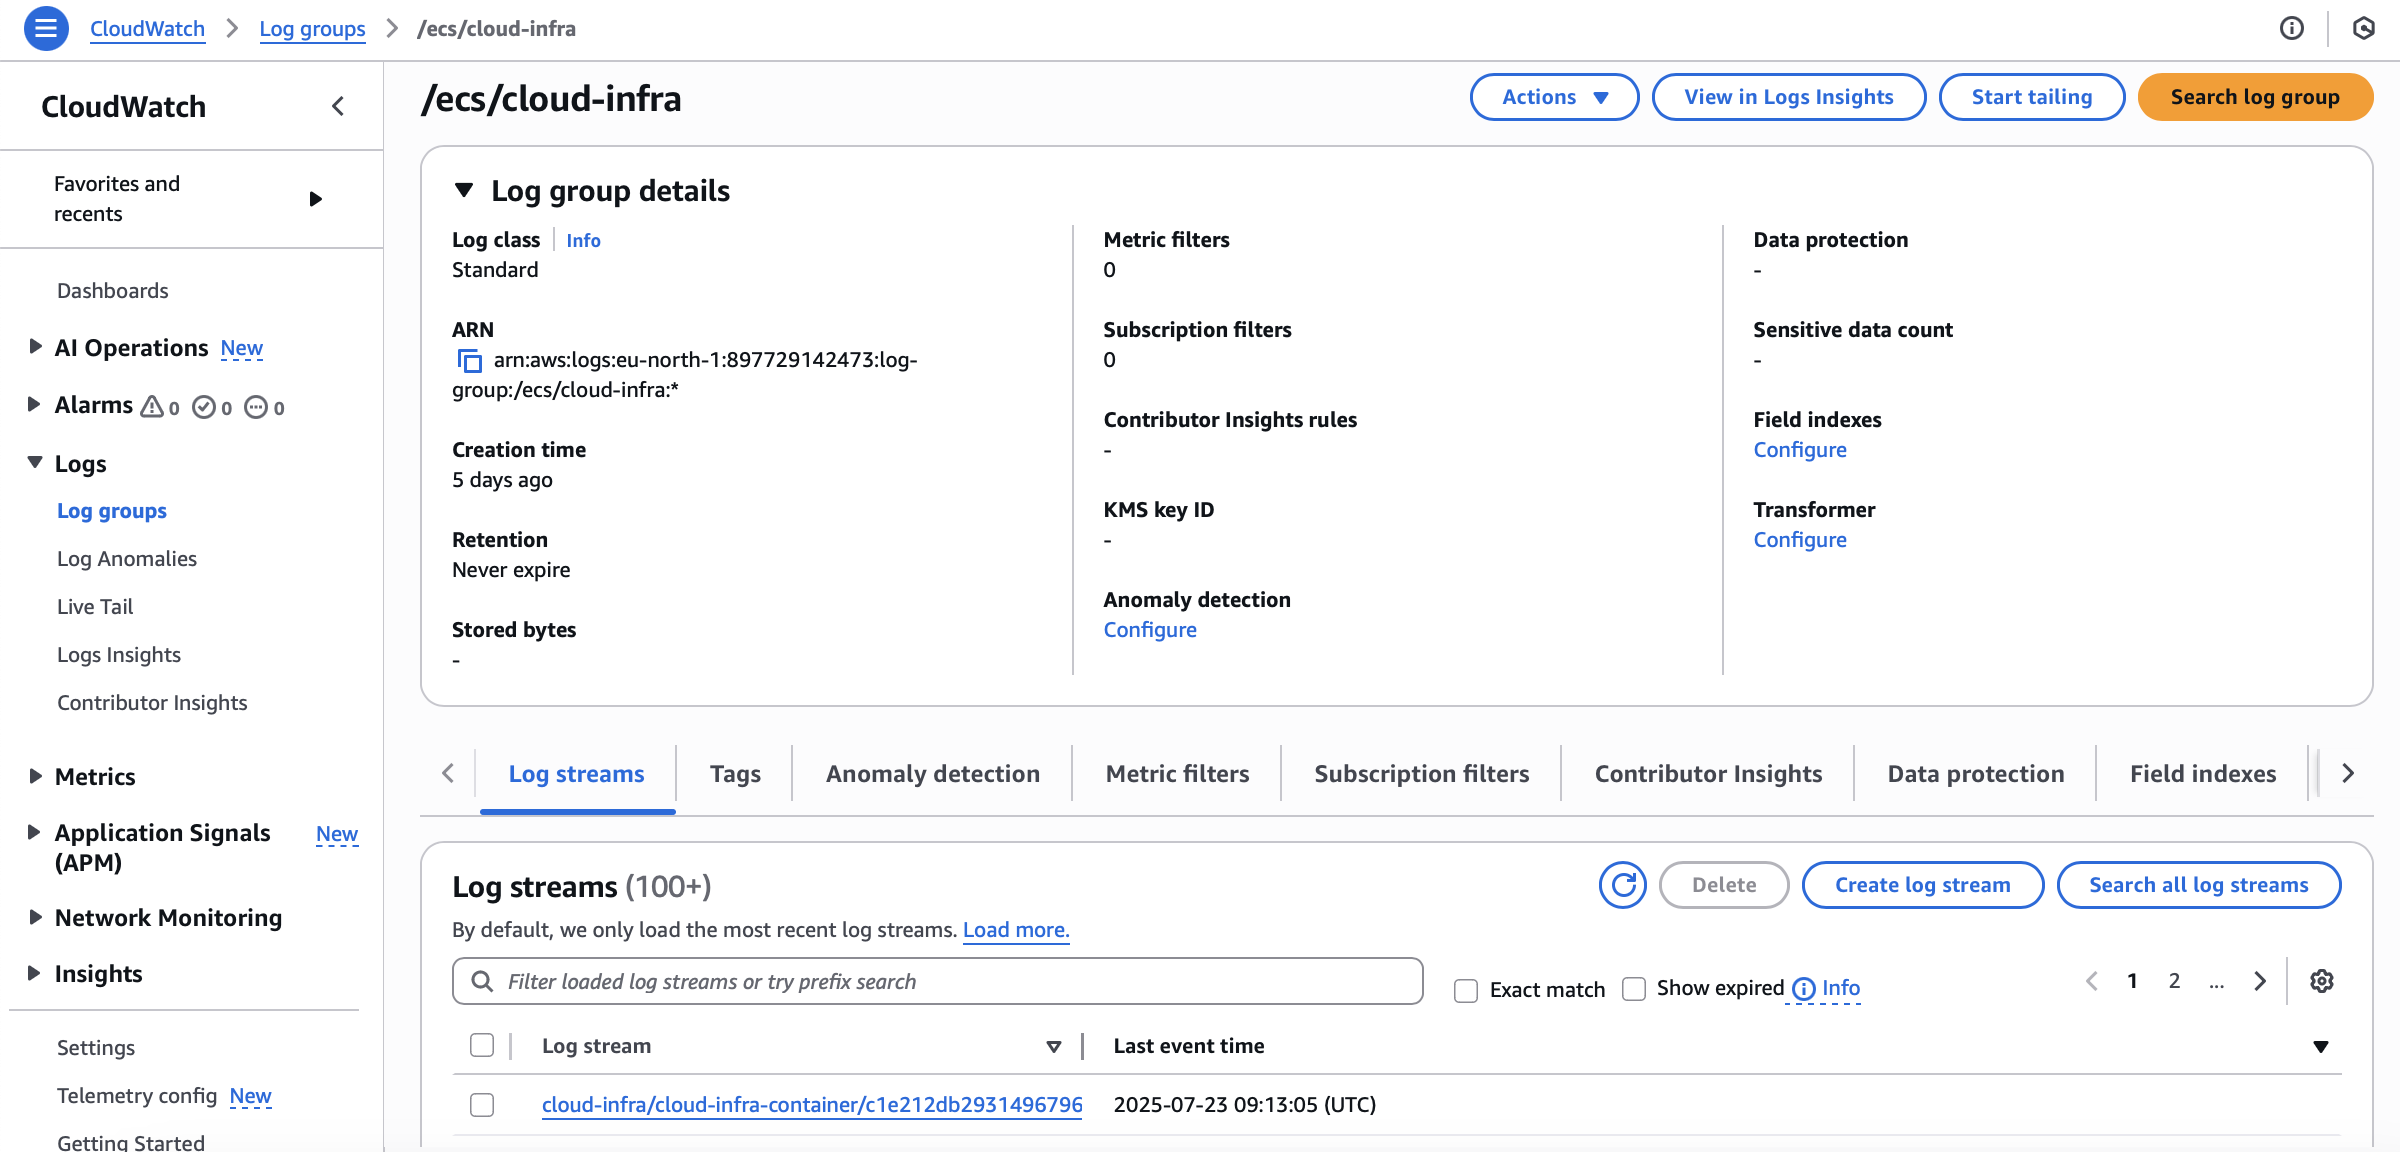 CloudWatch
Log groups
/ecs/cloud-infra
CloudWatch
Favorites and
recents
Dashboards
AI Operations New
Alarms 0 0 0
Logs
Log groups
Log Anomalies
Live Tail
Logs Insights
Contributor Insights
Metrics
Application Signals New
(APM)
Network Monitoring
Insights
Settings
Telemetry config New
Getting Started
/ecs/cloud-infra
Actions
View in Logs Insights
Start tailing
Search log group
Log group details
Log class Info
Standard
ARN
arn:aws:logs:eu-north-1:897729142473:log-
group:/ecs/cloud-infra:*
Creation time
5 days ago
Retention
Never expire
Stored bytes
-
Metric filters
0
Subscription filters
0
Contributor Insights rules
-
KMS key ID
-
Anomaly detection
Configure
Data protection
-
Sensitive data count
-
Field indexes
Configure
Transformer
Configure
Log streams
Tags
Anomaly detection
Metric filters
Subscription filters
Contributor Insights
Data protection
Field indexes
Log streams (100+)
Delete
Create log stream
Search all log streams
By default, we only load the most recent log streams. Load more.
Filter loaded log streams or try prefix search
Exact match
Show expired Info
1 2 ...
Log stream
Last event time
cloud-infra/cloud-infra-container/c1e212db2931496796
2025-07-23 09:13:05 (UTC)